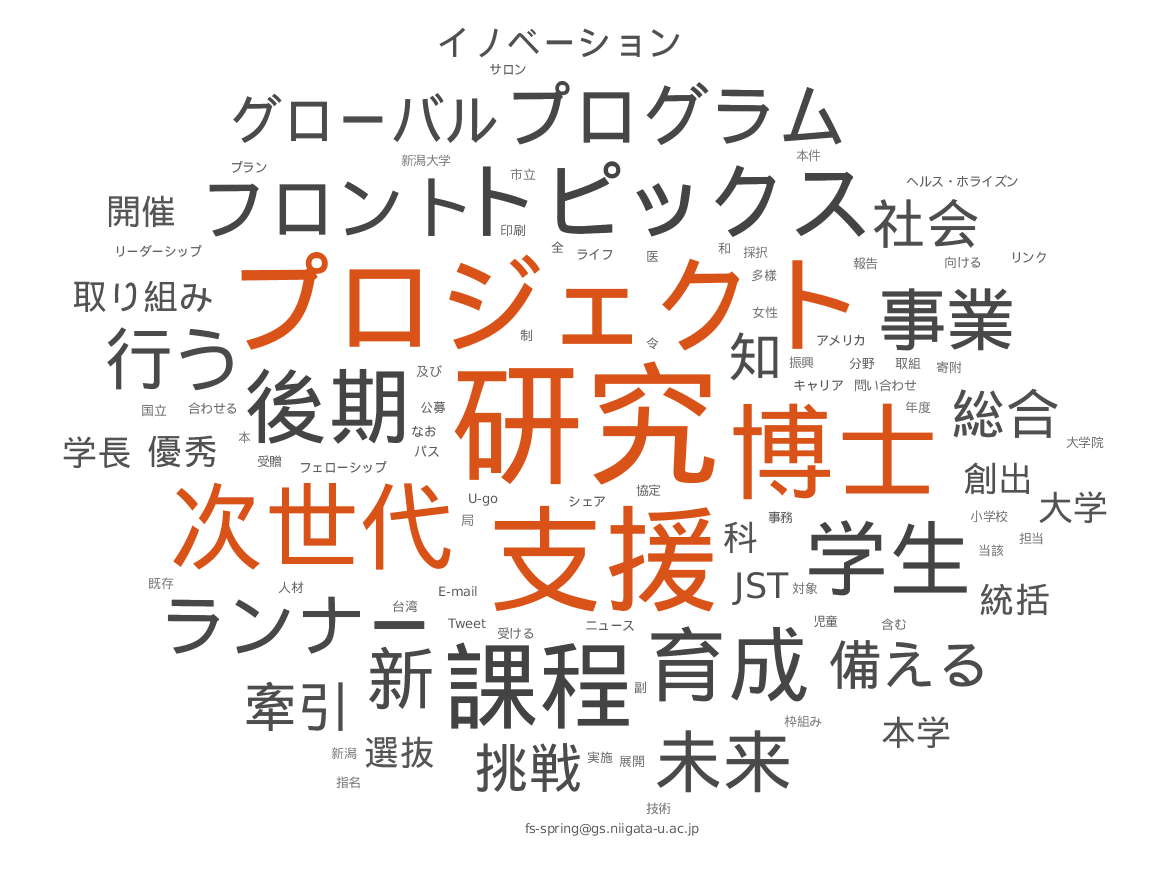 イノベーション
サロン
グローバル プログラム
プラン 新潟大学 市立 本件
開催 フロント トピックス 社会 ヘルス・ホライズン
印刷
リーダーシップ 全 ライフ 医 和 採択 報告 向ける リンク
取り組み プロジェクト 多様 事業
女性
行う 制 令 知 アメリカ
振興 分野 取組 寄附
後期 及び 研究 キャリア 問い合わせ
国立 合わせる 公募 博士 年度 総合
なお
学長 優秀 本 パス 大学院
受贈 フェローシップ 創出
次世代 U-go シェア 協定 大学
局 支援 事務 小学校
科 学生 当該 担当
既存 人材 E-mail JST 対象 統括
ランナー 台湾
Tweet 受ける ニュース 児童 含む
新 課程 育成 備える
牽引 副
枠組み 本学
新潟 選抜 挑戦 実施 展開 未来
指名
技術
fs-spring@gs.niigata-u.ac.jp